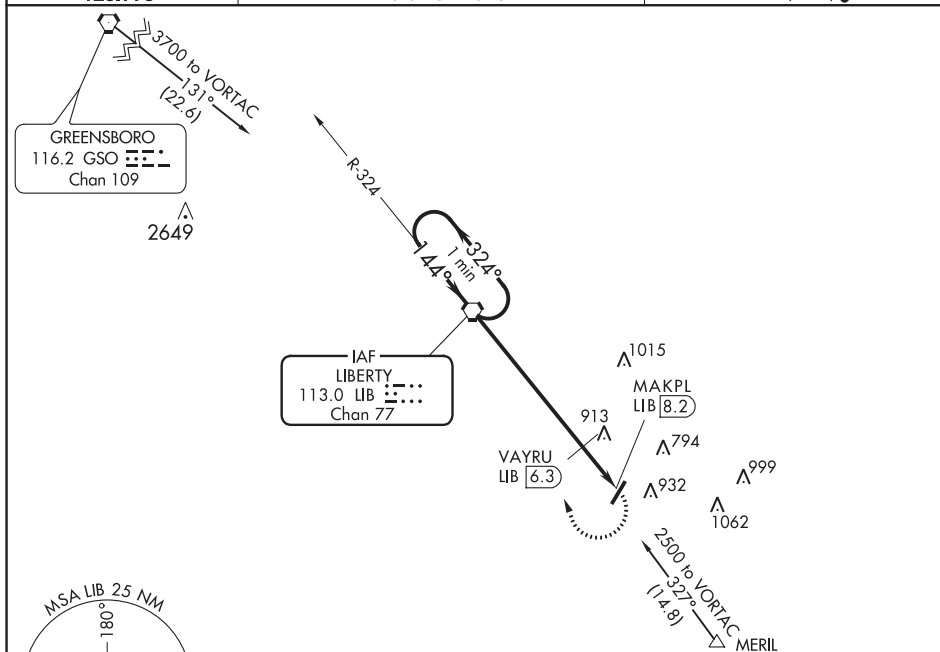 3700 to VORTAC
131°
(22.6)
GREENSBORO
116.2 GSO
Chan 109
2649
R-324
144°
1 min
324°
IAF
LIBERTY
113.0 LIB
Chan 77
1015
MAKPL
LIB 8.2
913
794
VAYRU
LIB 6.3
932
999
1062
2500 to VORTAC
327°
(14.8)
MERIL
MSA LIB 25 NM
180°